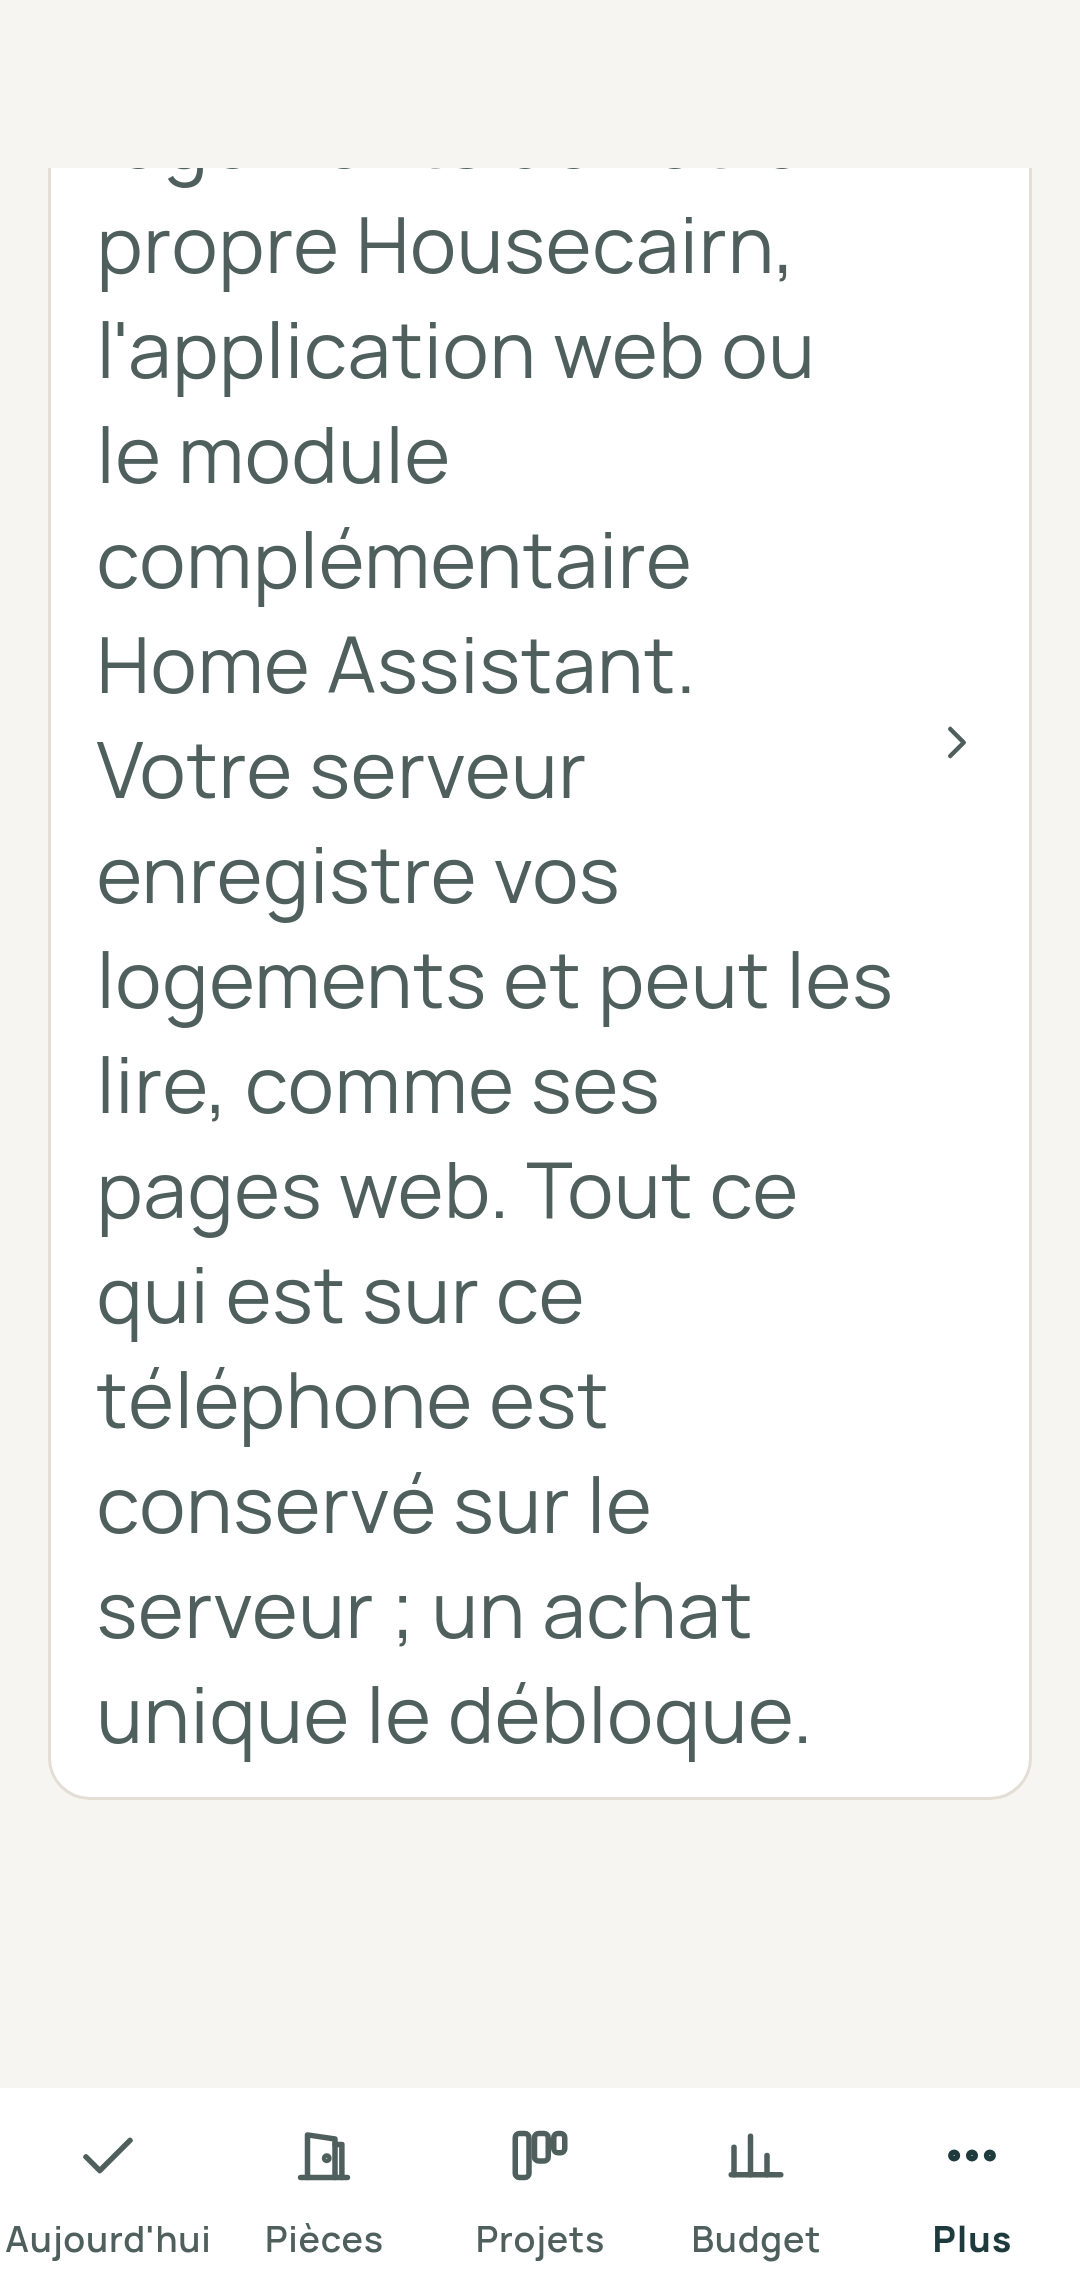 propre Housecairn,
l'application web ou
le module
complémentaire
Home Assistant.
Votre serveur
enregistre vos
logements et peut les
lire, comme ses
pages web. Tout ce
qui est sur ce
téléphone est
conservé sur le
serveur ; un achat
unique le débloque.
Aujourd'hui
Pièces
Projets
Budget
Plus